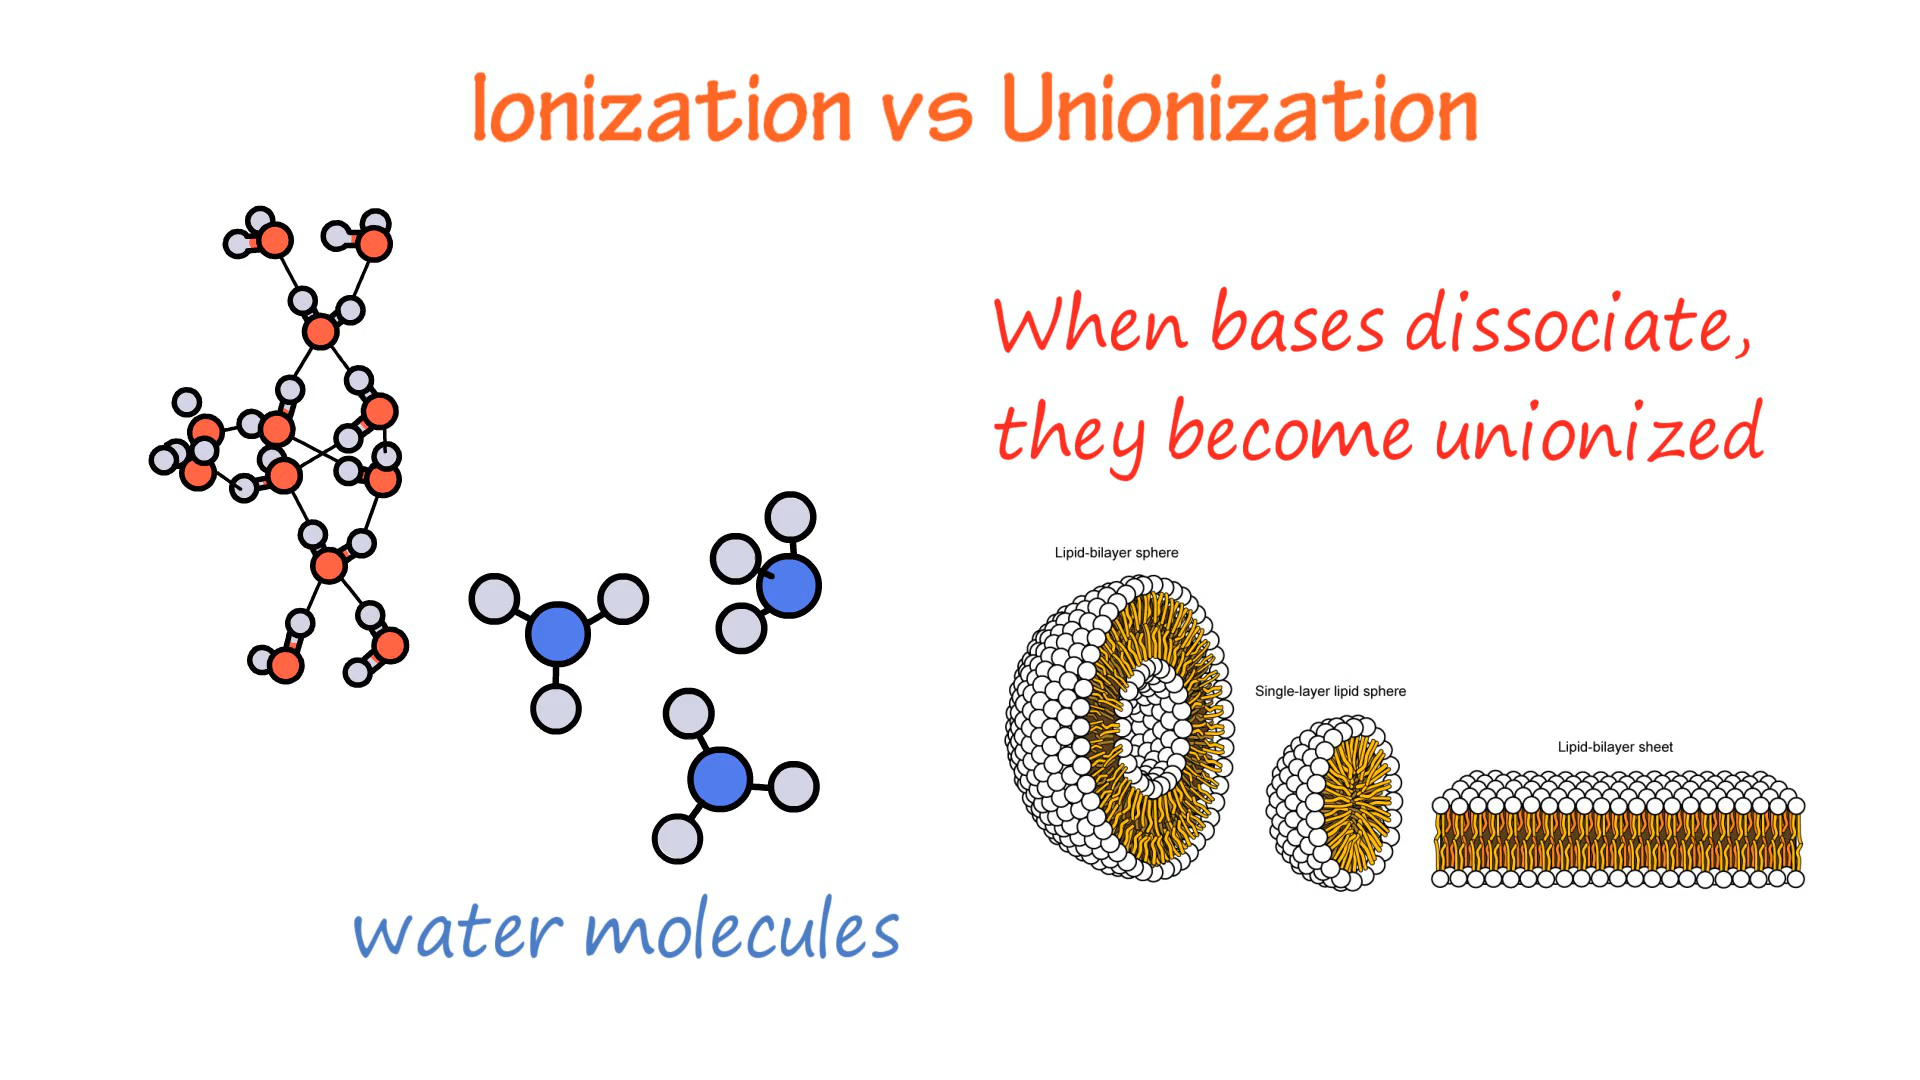 Ionization vs Unionization
When bases dissociate,
they become unionized
Lipid-bilayer sphere
Single-layer lipid sphere
Lipid-bilayer sheet
water molecules